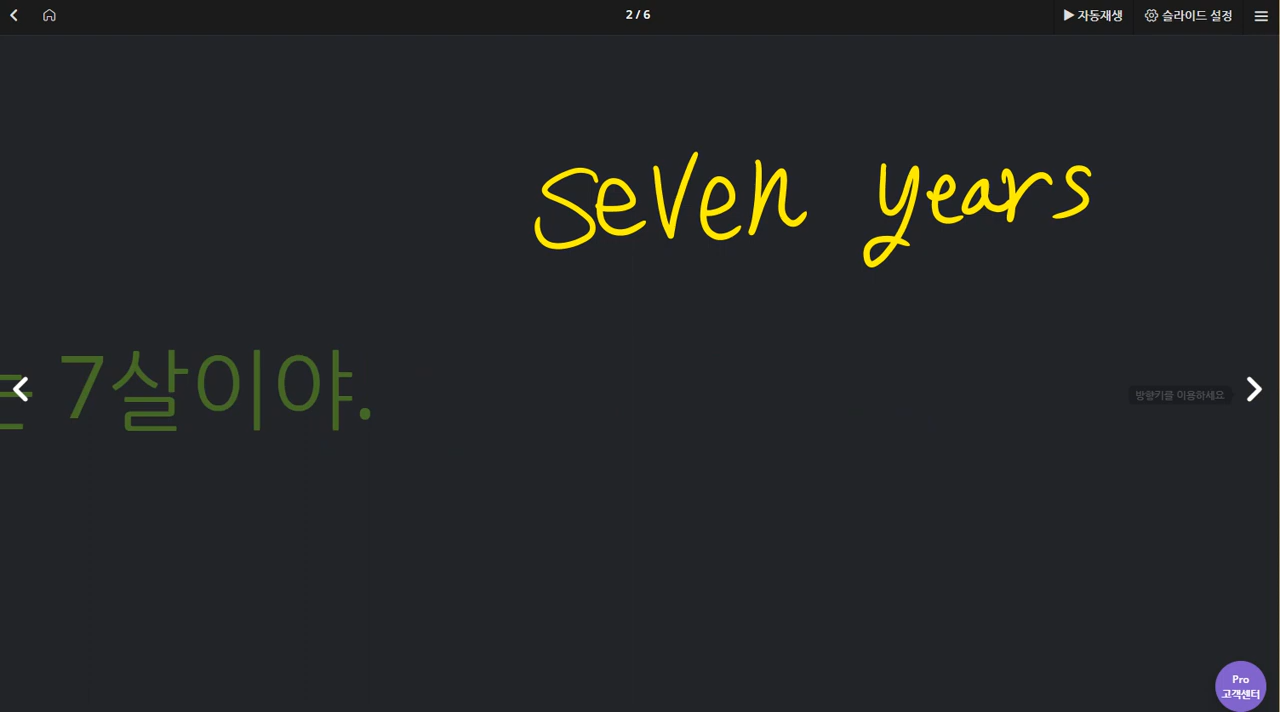 2 / 6
자동재생
슬라이드 설정
seven years
는 7살이야.
방향키를 이용하세요
Pro
고객센터